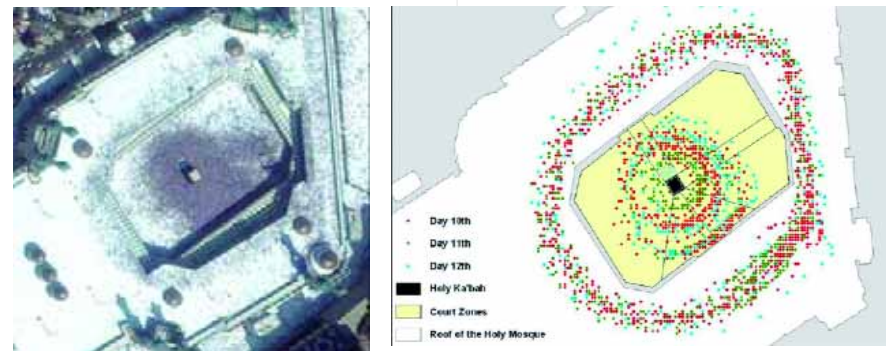 Day 10th
Day 11th
Day 12th
Holy Ka'bah
Court Zones
Roof of the Holy Mosque